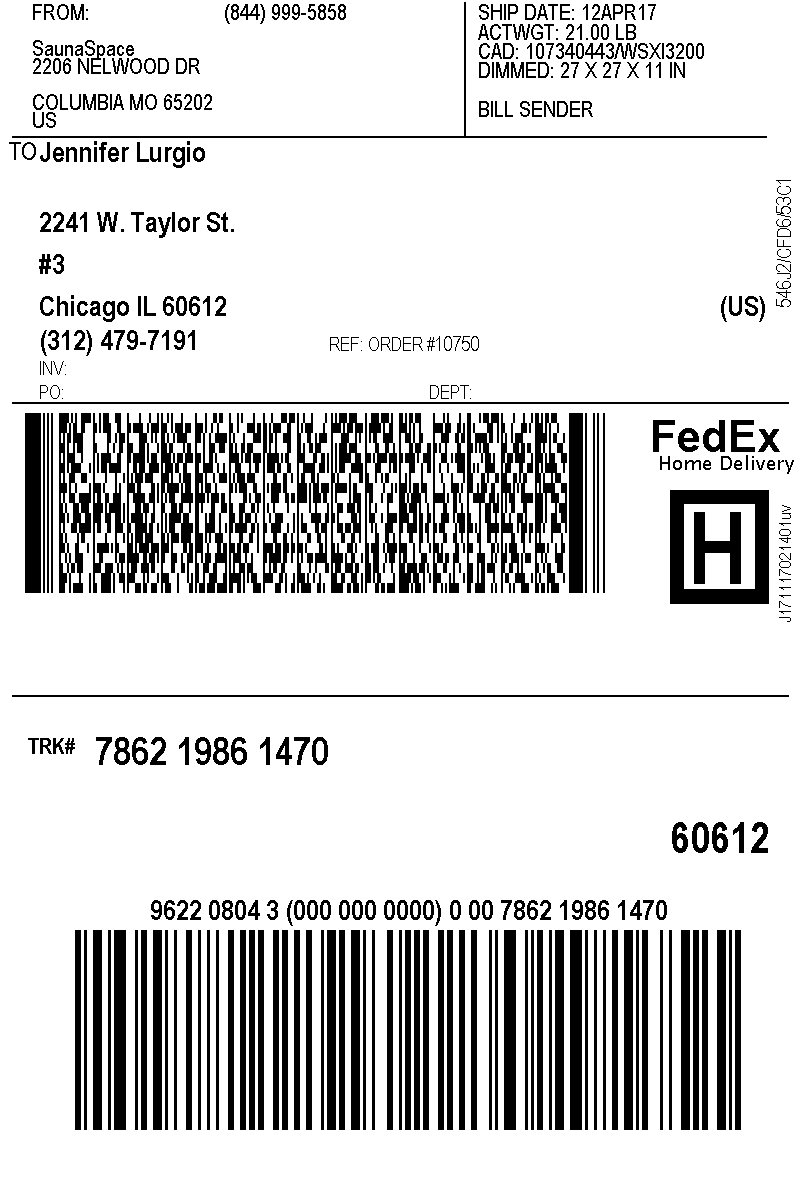 FROM: (844) 999-5858
SaunaSpace
2206 NELWOOD DR
COLUMBIA MO 65202
US
SHIP DATE: 12APR17
ACTWGT: 21.00 LB
CAD: 107340443/WSXI3200
DIMMED: 27 X 27 X 11 IN
BILL SENDER
TO Jennifer Lurgio
2241 W. Taylor St.
#3
Chicago IL 60612 (US)
(312) 479-7191 REF: ORDER #10750
INV:
PO: DEPT:
546J2/CFD6/53C1
FedEx
Home Delivery
H
J171117021401uv
TRK# 7862 1986 1470
60612
9622 0804 3 (000 000 0000) 0 00 7862 1986 1470